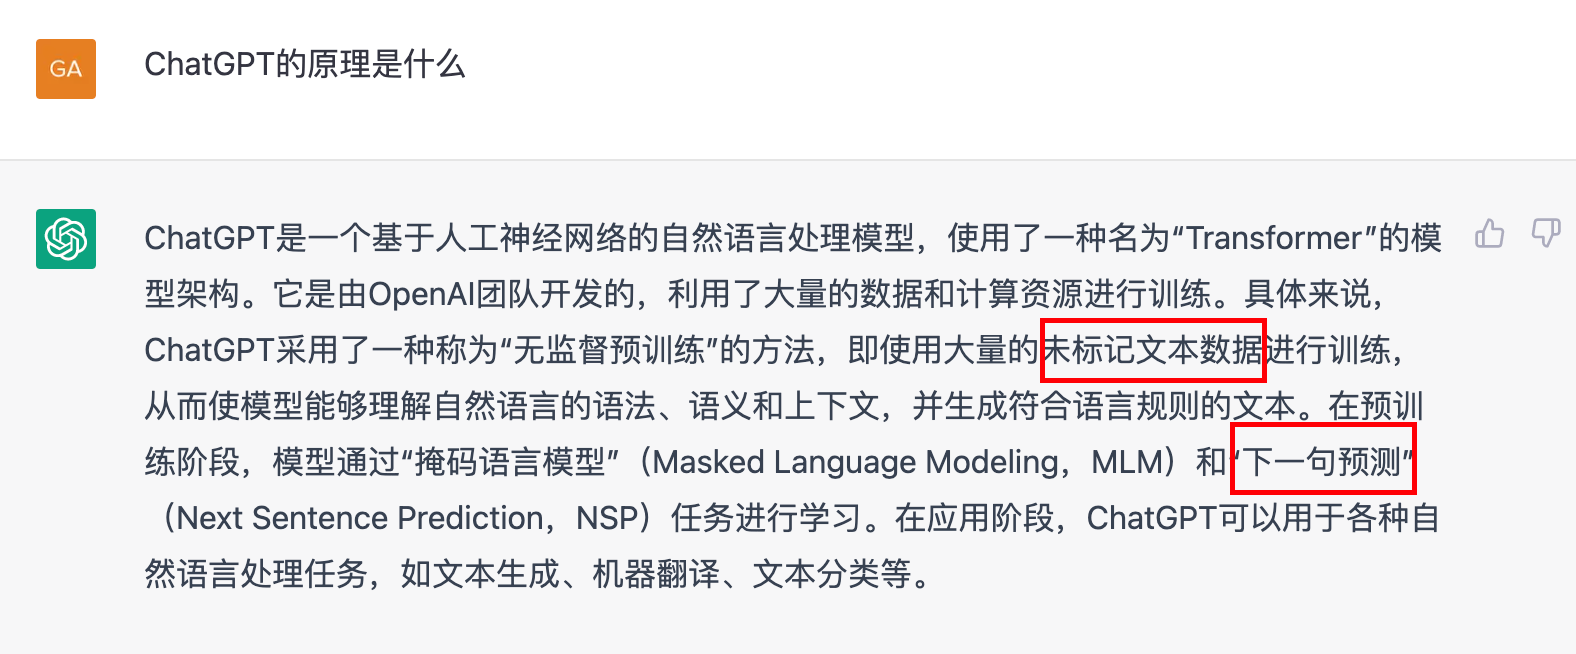 GA
ChatGPT的原理是什么
ChatGPT是一个基于人工神经网络的自然语言处理模型，使用了一种名为“Transformer”的模
型架构。它是由OpenAI团队开发的，利用了大量的数据和计算资源进行训练。具体来说，
ChatGPT采用了一种称为“无监督预训练”的方法，即使用大量的未标记文本数据进行训练，
从而使模型能够理解自然语言的语法、语义和上下文，并生成符合语言规则的文本。在预训
练阶段，模型通过“掩码语言模型”（Masked Language Modeling，MLM）和“下一句预测”
（Next Sentence Prediction，NSP）任务进行学习。在应用阶段，ChatGPT可以用于各种自
然语言处理任务，如文本生成、机器翻译、文本分类等。